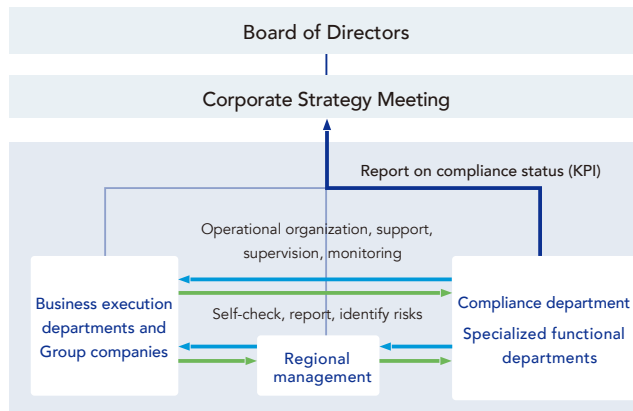 Board of Directors
Corporate Strategy Meeting
Report on compliance status (KPI)
Operational organization, support,
supervision, monitoring
Business execution
departments and
Group companies
Self-check, report, identify risks
Regional
management
Compliance department
Specialized functional
departments